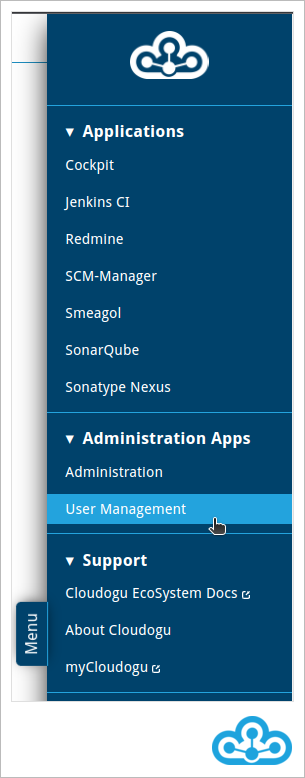 ▼ Applications
Cockpit
Jenkins CI
Redmine
SCM-Manager
Smeagol
SonarQube
Sonatype Nexus
▼ Administration Apps
Administration
User Management
▼ Support
Cloudogu EcoSystem Docs
About Cloudogu
myCloudogu
Menu